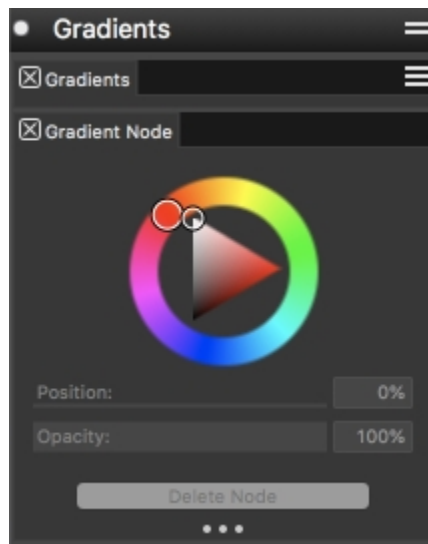 Gradients
Gradients
Gradient Node
Position: 0%
Opacity: 100%
Delete Node